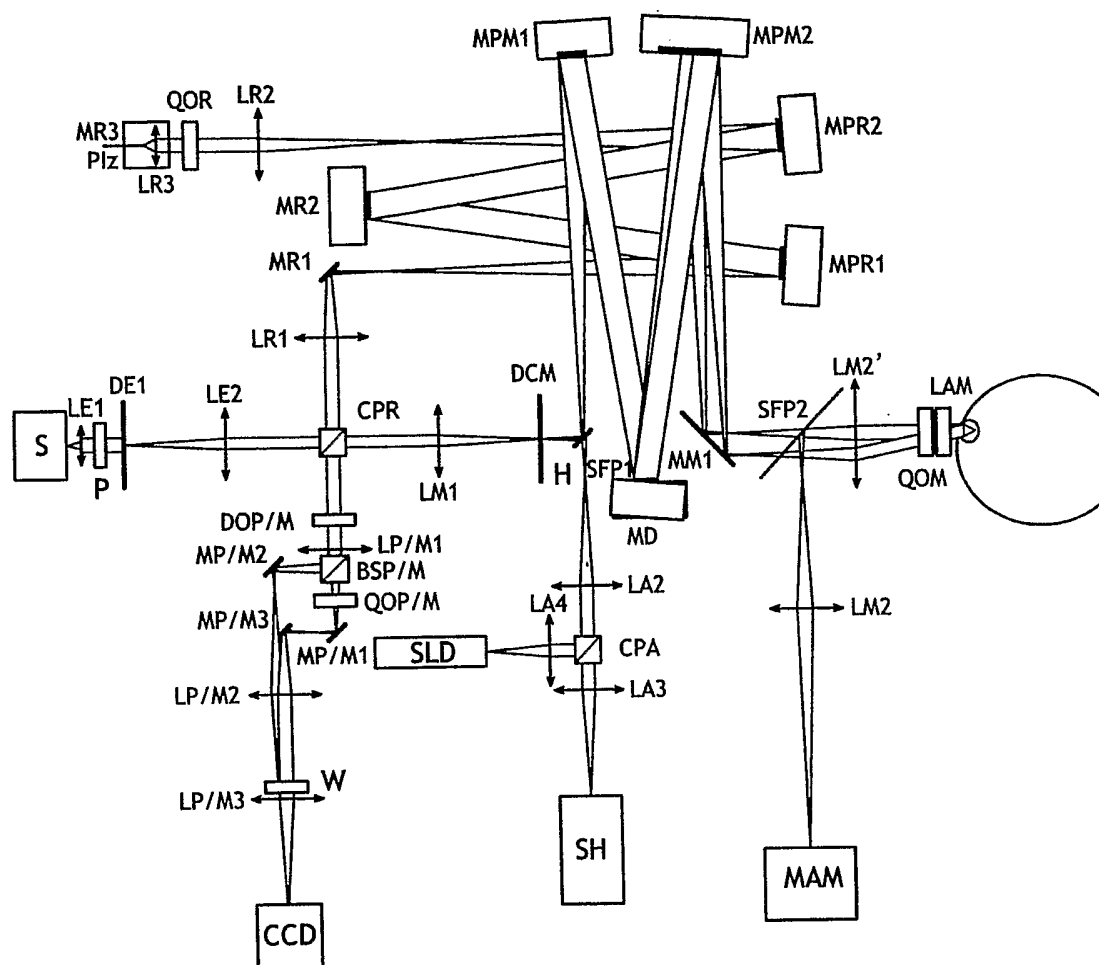 MPM1
MPM2
LR2
QOR
MR3
PIz
LR3
MPR2
MR2
MR1
MPR1
LR1
DE1
LE2
LE1
CPR
DCM
LM2'
LAM
SFP2
S
P
LM1
H
SFP1
MM1
QOM
MD
DOP/M
MP/M2
LP/M1
BSP/M
QOP/M
LA2
LA4
LM2
MP/M3
MP/M1
SLD
CPA
LP/M2
LA3
W
LP/M3
SH
MAM
CCD